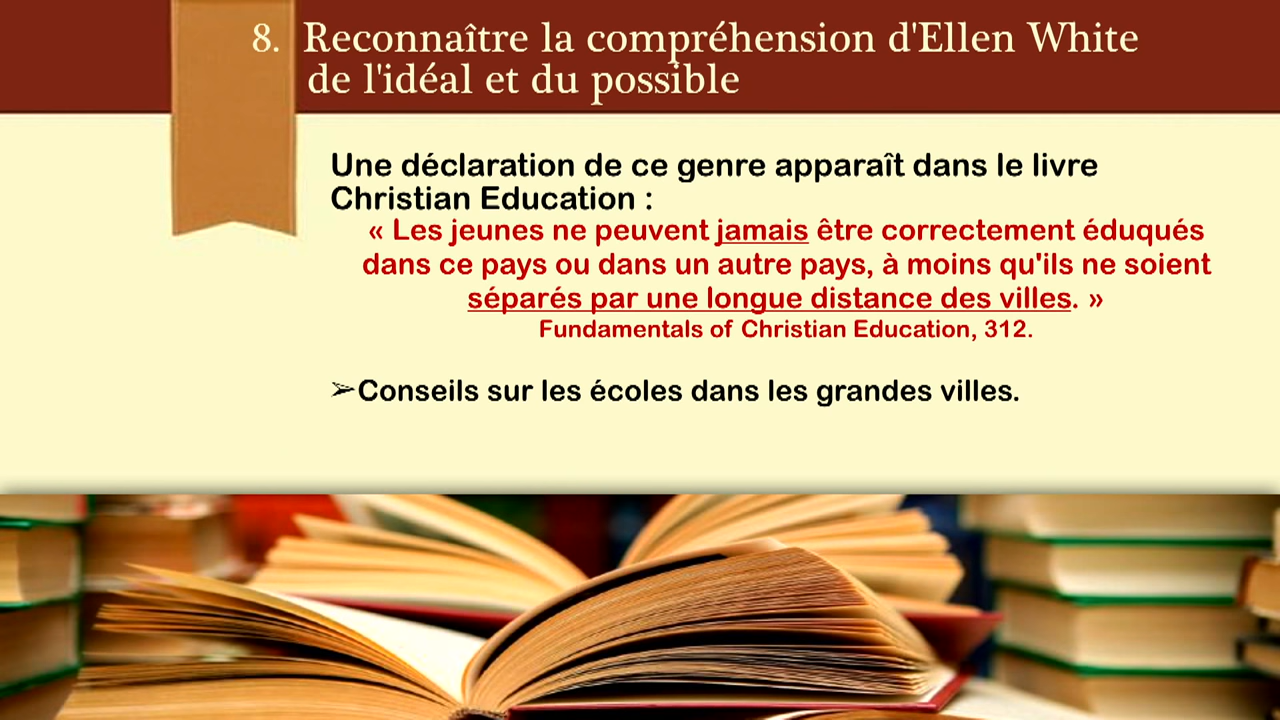 8. Reconnaître la compréhension d'Ellen White
de l'idéal et du possible
Une déclaration de ce genre apparaît dans le livre
Christian Education :
« Les jeunes ne peuvent jamais être correctement éduqués
dans ce pays ou dans un autre pays, à moins qu'ils ne soient
séparés par une longue distance des villes. »
Fundamentals of Christian Education, 312.
➢Conseils sur les écoles dans les grandes villes.